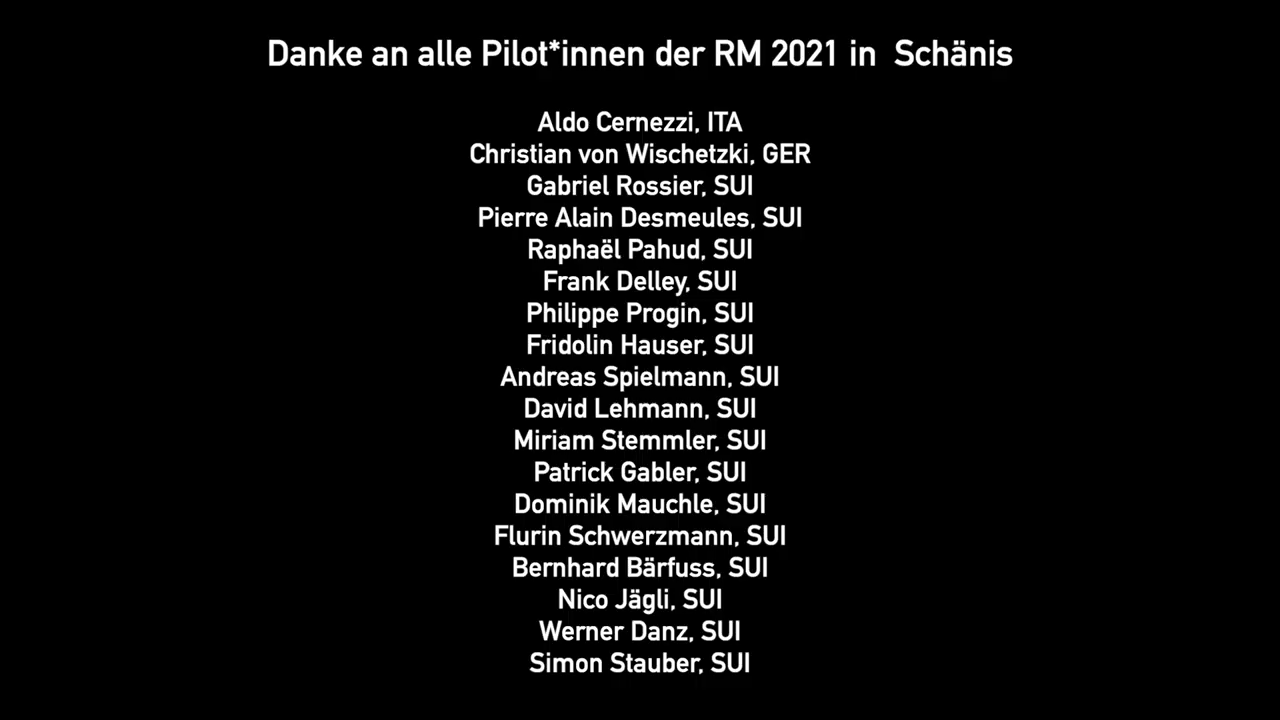 Danke an alle Pilot*innen der RM 2021 in  Schänis
Aldo Cernezzi, ITA
Christian von Wischetzki, GER
Gabriel Rossier, SUI
Pierre Alain Desmeules, SUI
Raphaël Pahud, SUI
Frank Delley, SUI
Philippe Progin, SUI
Fridolin Hauser, SUI
Andreas Spielmann, SUI
David Lehmann, SUI
Miriam Stemmler, SUI
Patrick Gabler, SUI
Dominik Mauchle, SUI
Flurin Schwerzmann, SUI
Bernhard Bärfuss, SUI
Nico Jägli, SUI
Werner Danz, SUI
Simon Stauber, SUI